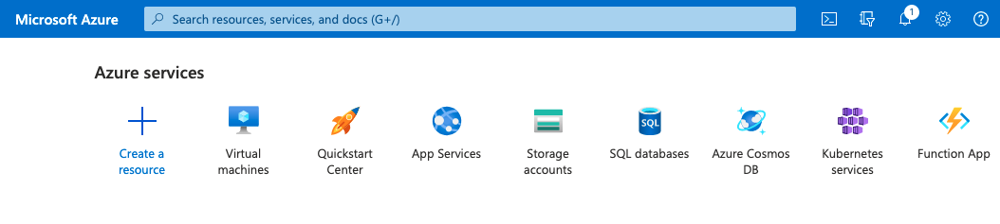 Microsoft Azure
Search resources, services, and docs (G+/)
1
Azure services
Create a
resource
Virtual
machines
Quickstart
Center
App Services
Storage
accounts
SQL
SQL databases
Azure Cosmos
DB
Kubernetes
services
Function App